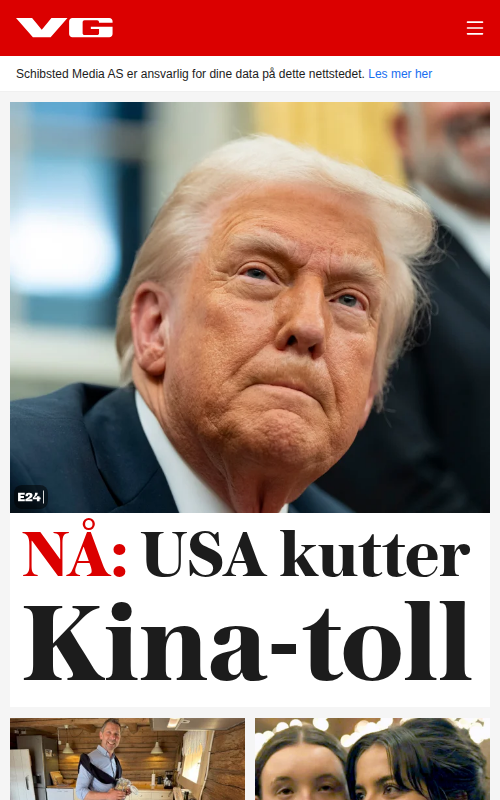 VG
Schibsted Media AS er ansvarlig for dine data på dette nettstedet. Les mer her
E24
NÅ: USA kutter
Kina-toll